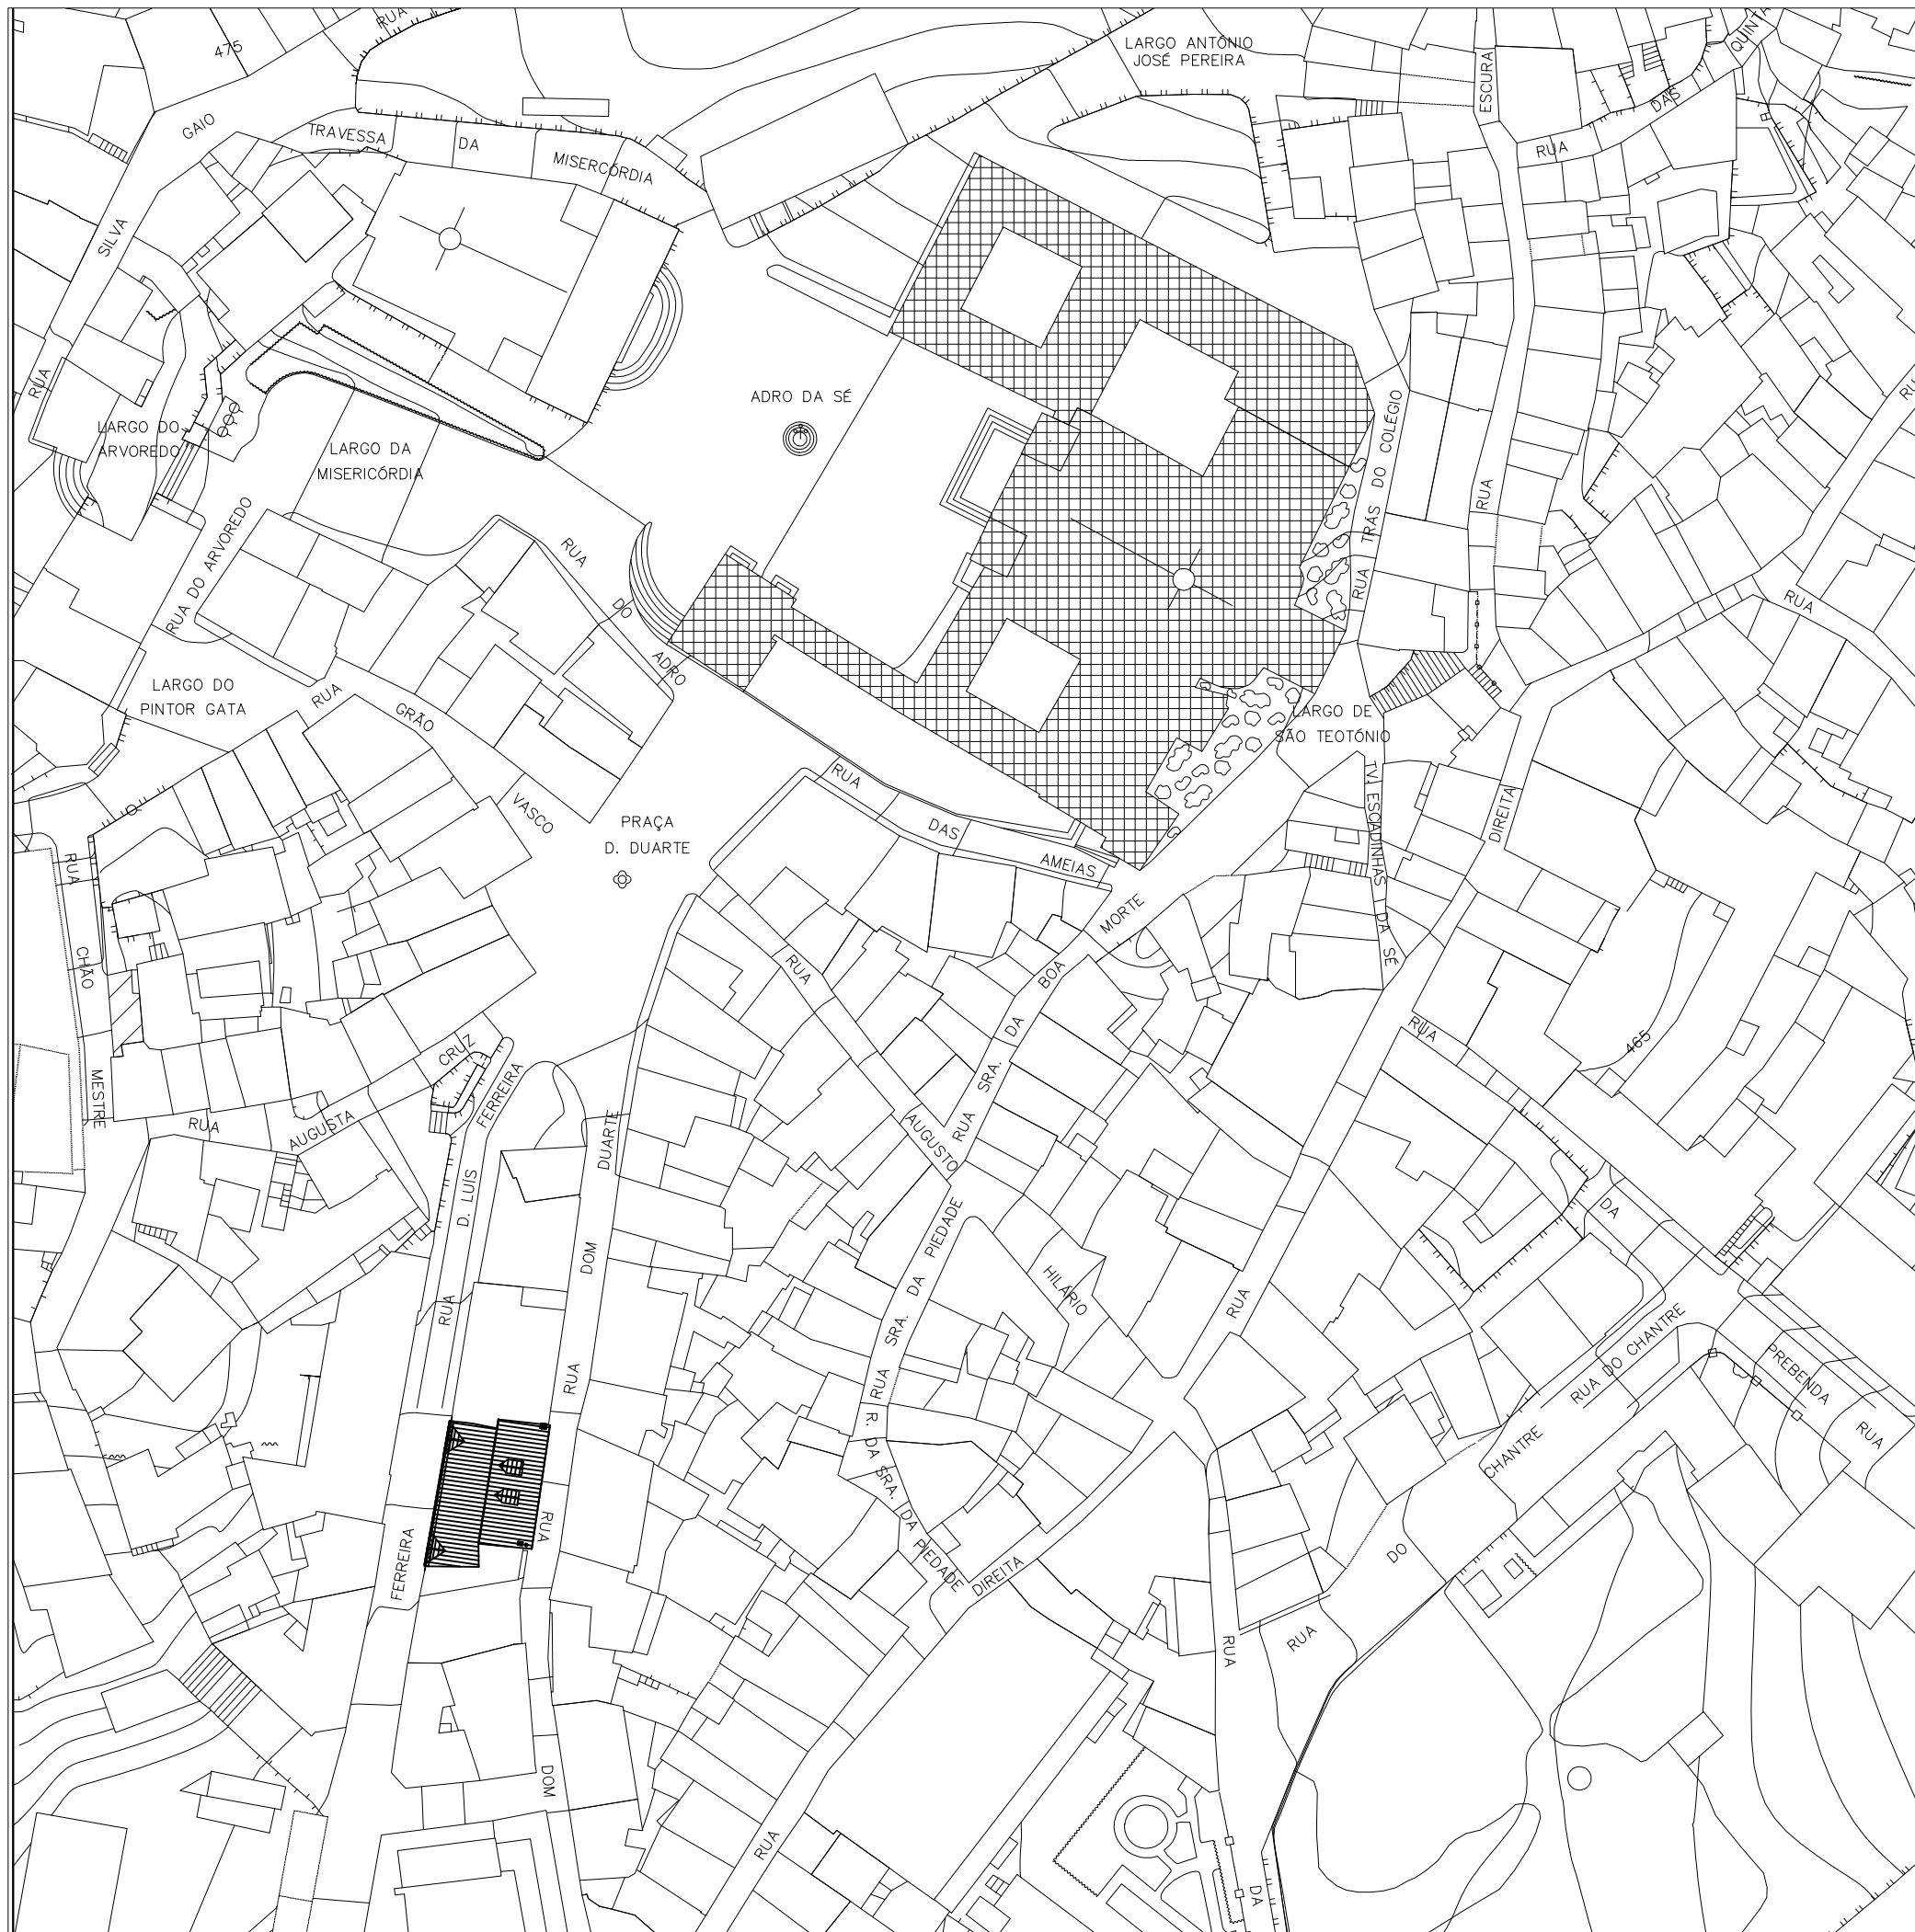 RUA
475
GAIO
TRAVESSA
DA
MISERCÓRDIA
LARGO ANTÓNIO
JOSÉ PEREIRA
ESCURA
QUINTA
DAS
RUA
SILVA
RUA
ADRO DA SÉ
LARGO DO
ARVOREDO
LARGO DA
MISERICÓRDIA
RUA TRÁS DO COLÉGIO
RUA
RUA DO ARVOREDO
RUA
DO
ADRO
RUA
LARGO DO
PINTOR GATA
RUA
GRÃO
VASCO
LARGO DE
SÃO TEOTÓNIO
TV. ESCADINHAS DA SÉ
DIREITA
PRAÇA
D. DUARTE
RUA
DAS
AMEIAS
RUA
CHÃO
MESTRE
MORTE
BOA
DA
SRA.
RUA
RUA
AUGUSTO
HILÁRIO
CRUZ
AUGUSTA
RUA
FERREIRA
D. LUÍS
RUA
DUARTE
DOM
RUA
RUA
465
DA
PREBENDA
RUA
RUA SRA. DA PIEDADE
RUA
RUA DO CHANTRE
CHANTRE
DO
RUA
R. DA SRA. DA PIEDADE
DIREITA
FERREIRA
RUA
DOM
RUA
RUA
DA